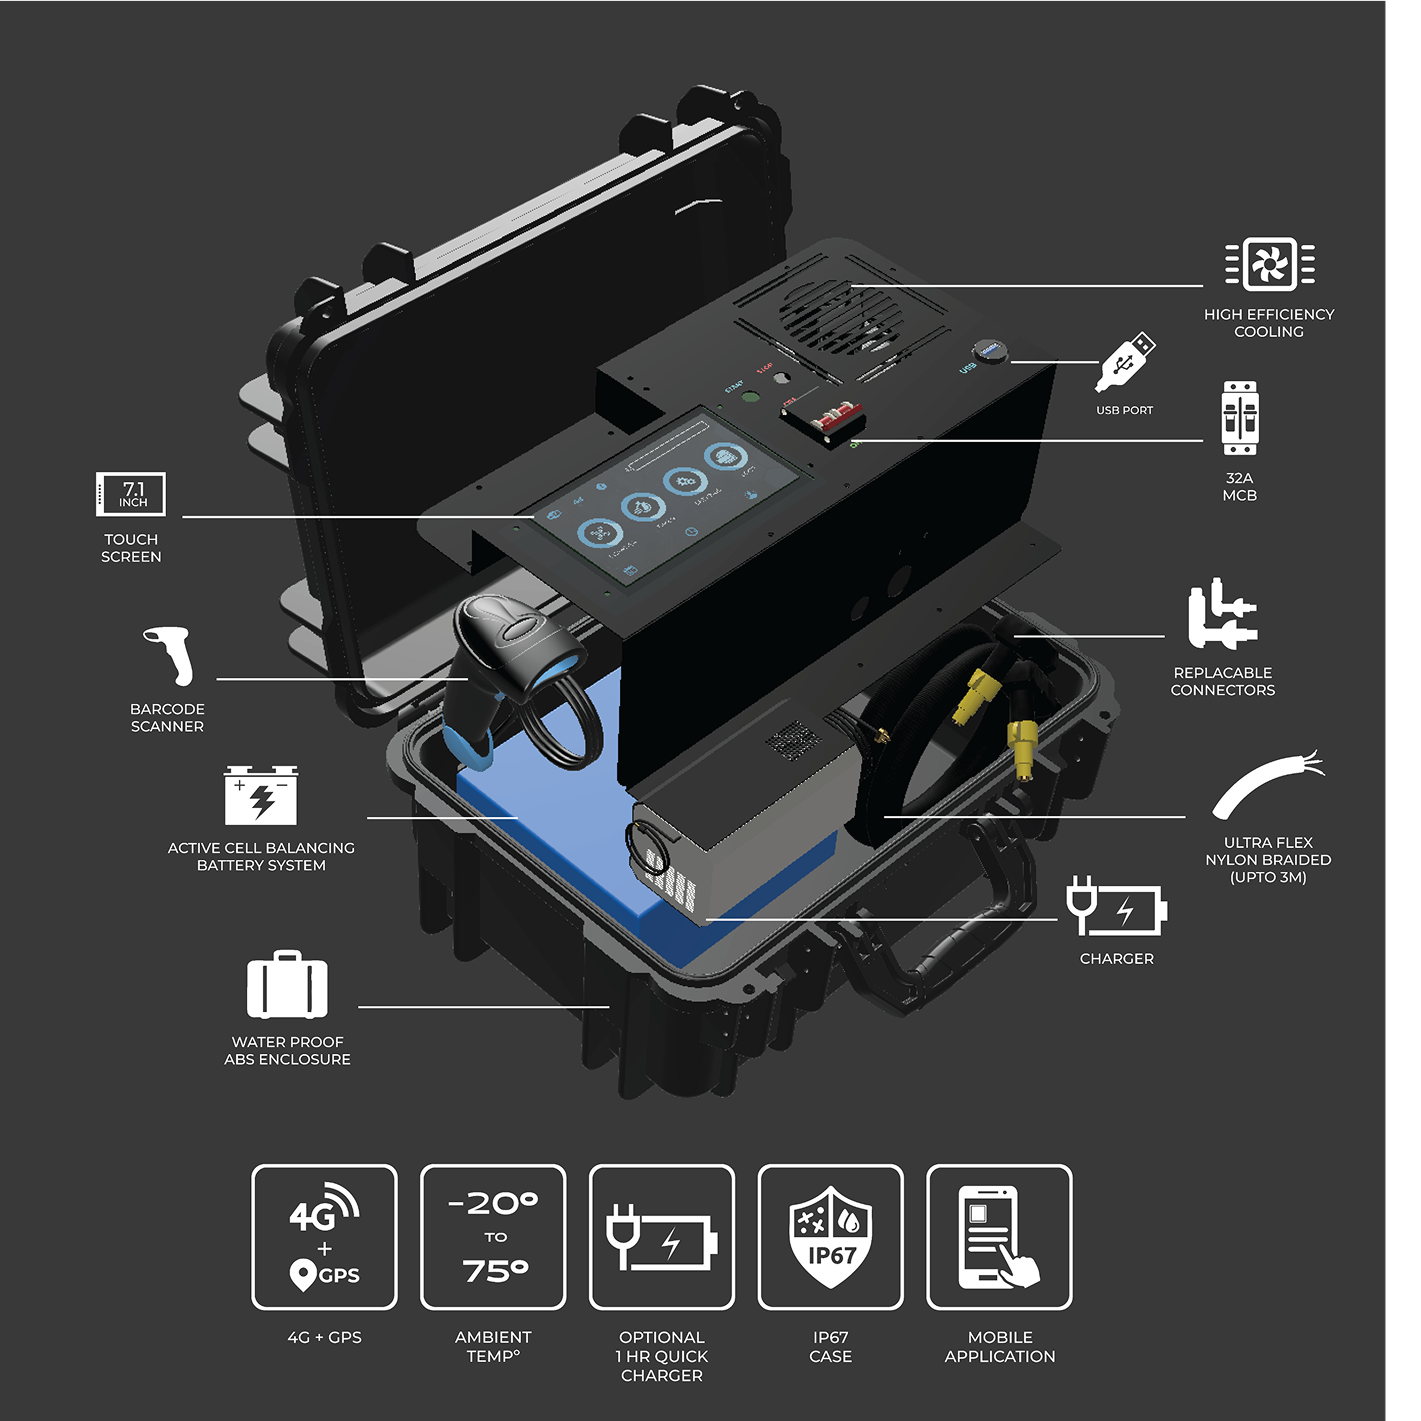 HIGH EFFICIENCY
COOLING
USB
USB PORT
START
STOP
32A
MCB
7.1
INCH
TOUCH
SCREEN
REPLACABLE
CONNECTORS
BARCODE
SCANNER
ACTIVE CELL BALANCING
BATTERY SYSTEM
ULTRA FLEX
NYLON BRAIDED
(UPTO 3M)
CHARGER
WATER PROOF
ABS ENCLOSURE
4G
+
GPS
4G + GPS
-20°
TO
75°
AMBIENT
TEMP°
OPTIONAL
1 HR QUICK
CHARGER
IP67
IP67
CASE
MOBILE
APPLICATION